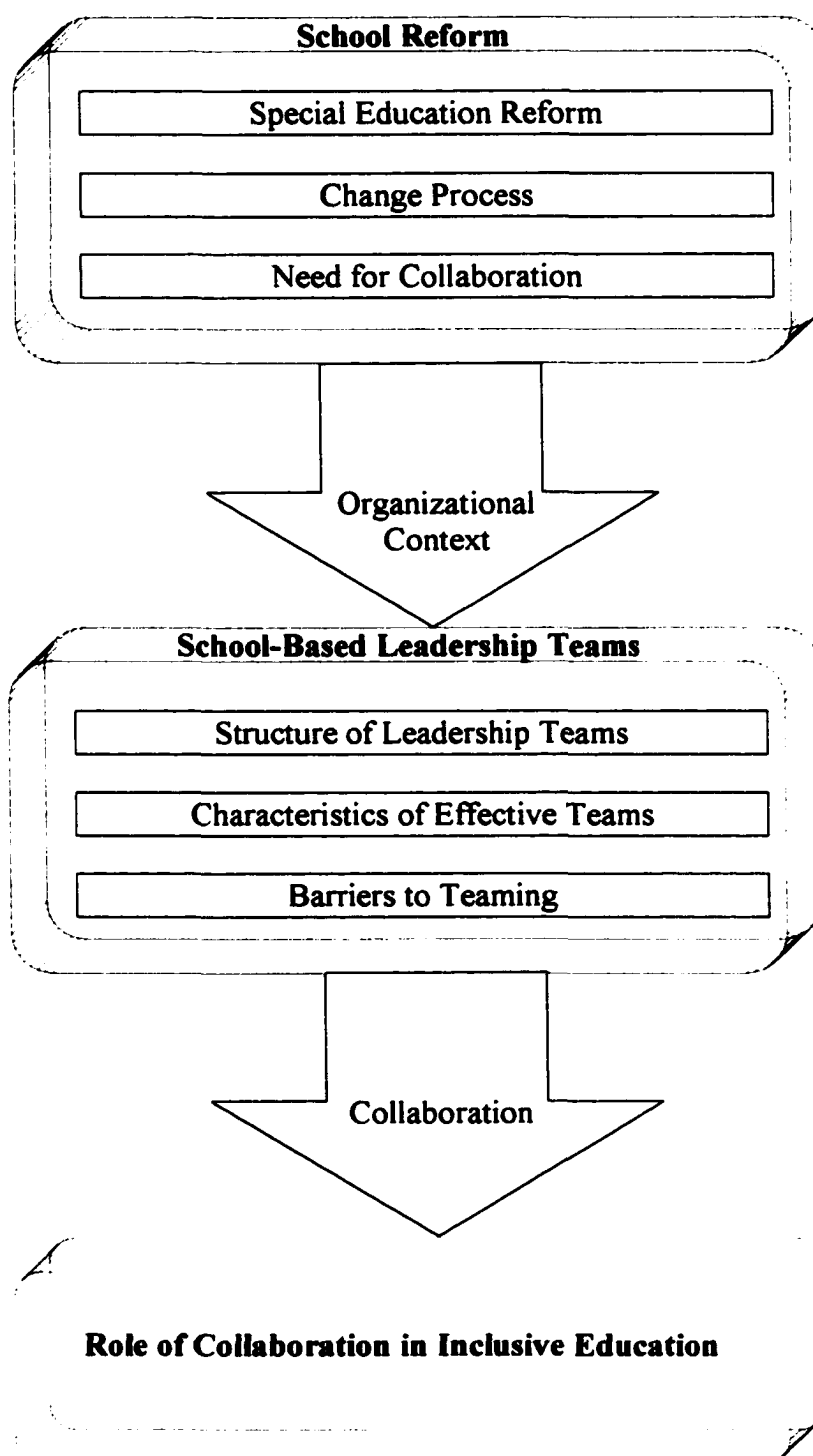 School Reform
Special Education Reform
Change Process
Need for Collaboration
Organizational
Context
School-Based Leadership Teams
Structure of Leadership Teams
Characteristics of Effective Teams
Barriers to Teaming
Collaboration
Role of Collaboration in Inclusive Education